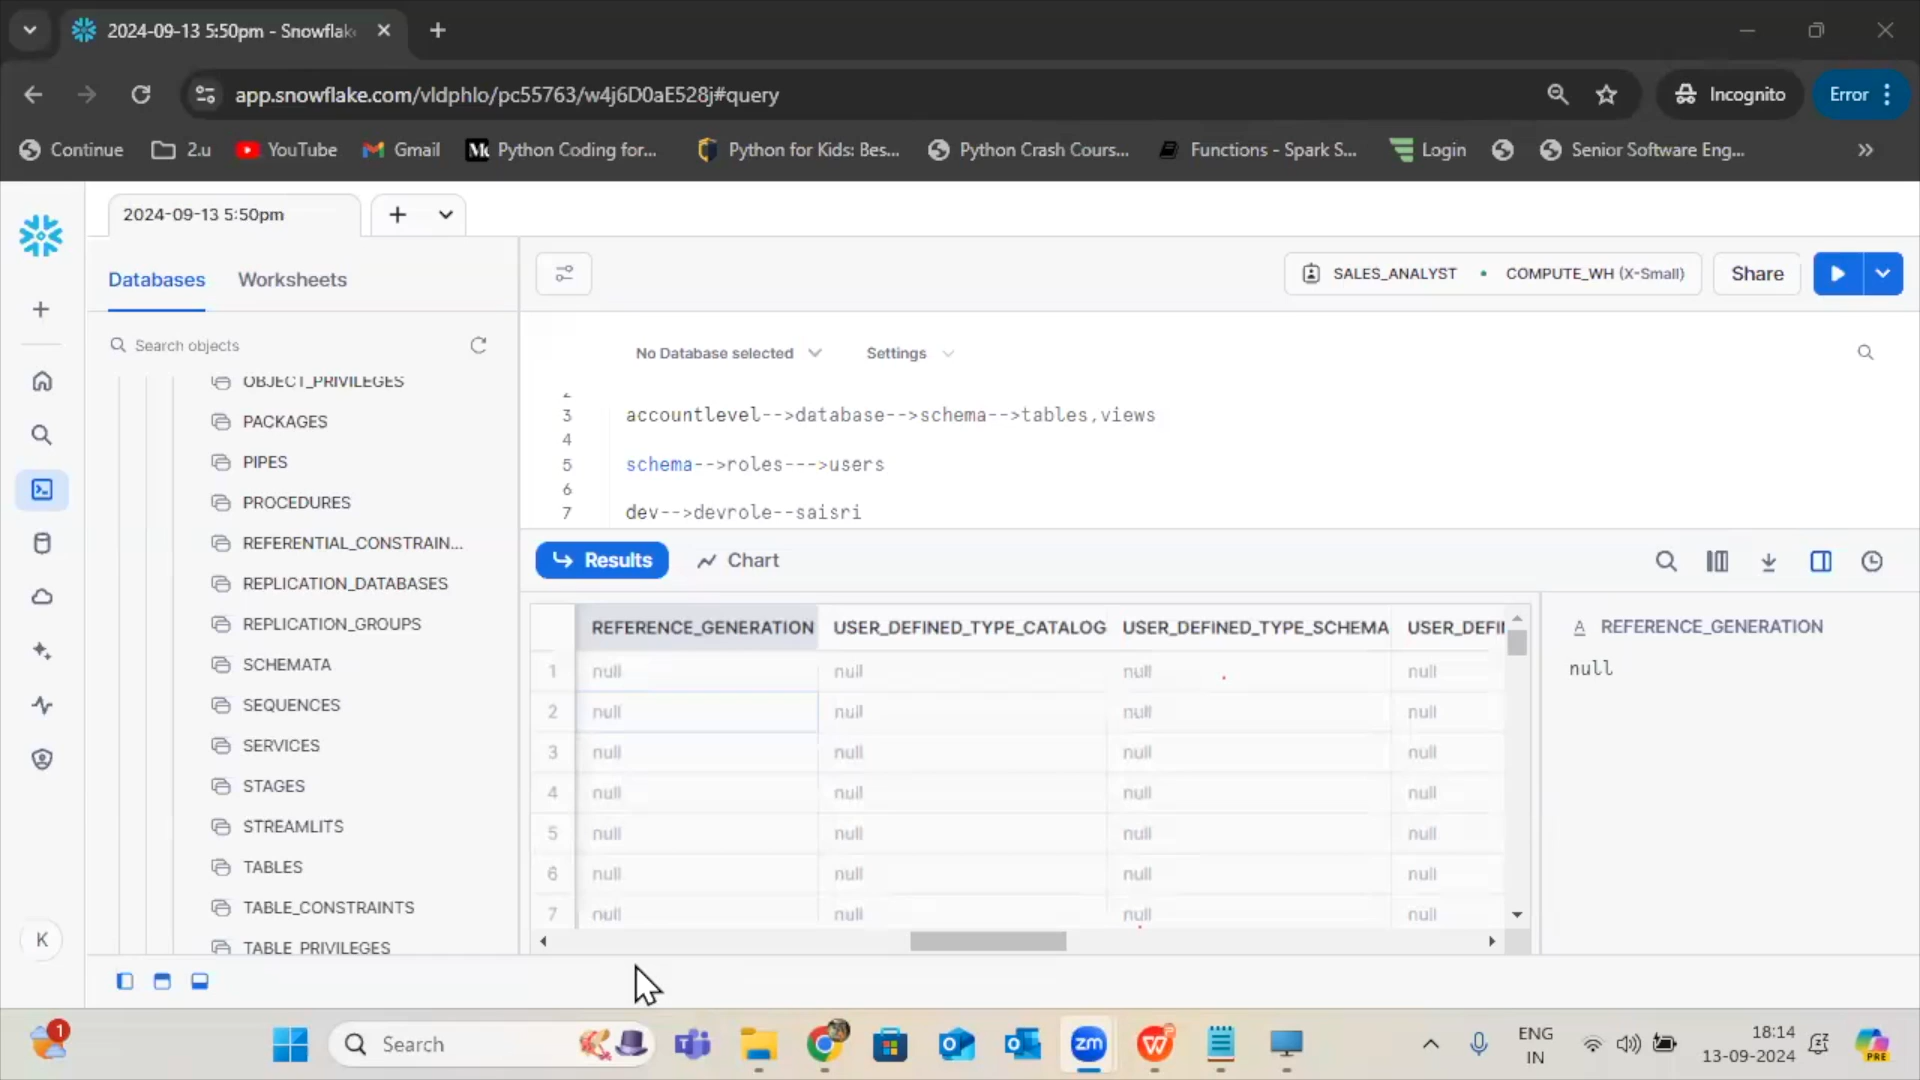 2024-09-13 5:50pm - Snowflak
app.snowflake.com/vldphlo/pc55763/w4j6D0aE528j#query
Incognito
Error
Continue
2.u
YouTube
Gmail
Python Coding for...
Python for Kids: Bes...
Python Crash Cours...
Functions - Spark S...
Login
Senior Software Eng...
2024-09-13 5:50pm
Databases
Worksheets
SALES_ANALYST
COMPUTE_WH (X-Small)
Share
Search objects
No Database selected
Settings
OBJECT_PRIVILEGES
PACKAGES
PIPES
PROCEDURES
REFERENTIAL_CONSTRAIN...
REPLICATION_DATABASES
REPLICATION_GROUPS
SCHEMATA
SEQUENCES
SERVICES
STAGES
STREAMLITS
TABLES
TABLE_CONSTRAINTS
TABLE_PRIVILEGES
2
3 accountlevel-->database-->schema-->tables,views
4
5 schema-->roles--->users
6
7 dev-->devrole--saisri
Results
Chart
REFERENCE_GENERATION USER_DEFINED_TYPE_CATALOG USER_DEFINED_TYPE_SCHEMA USER_DEFI
1 null null null null
2 null null null null
3 null null null null
4 null null null null
5 null null null null
6 null null null null
7 null null null null
A REFERENCE_GENERATION
null
K
1
Search
zm
ENG
IN
18:14
13-09-2024
PRE